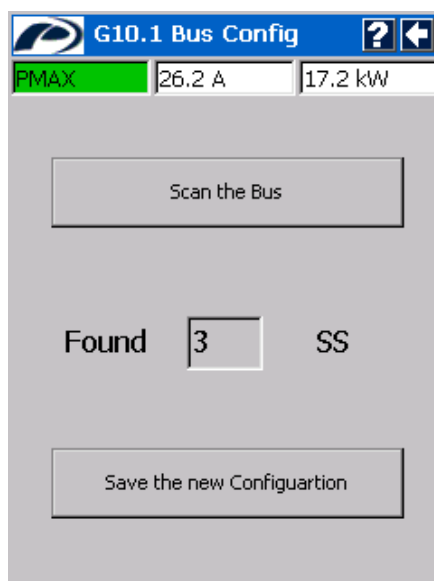 G10.1 Bus Config ?
PMAX 26.2 A 17.2 kW
Scan the Bus
Found 3 SS
Save the new Configuartion